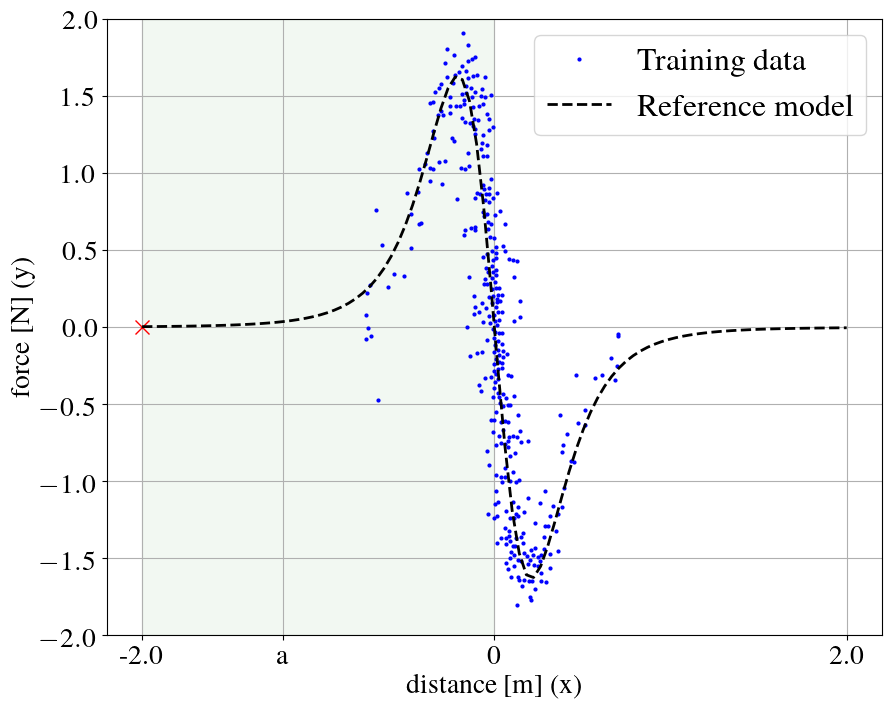 2.0
1.5
1.0
0.5
0.0
−0.5
−1.0
−1.5
−2.0
force [N] (y)
Training data
Reference model
-2.0 a 0 2.0
distance [m] (x)